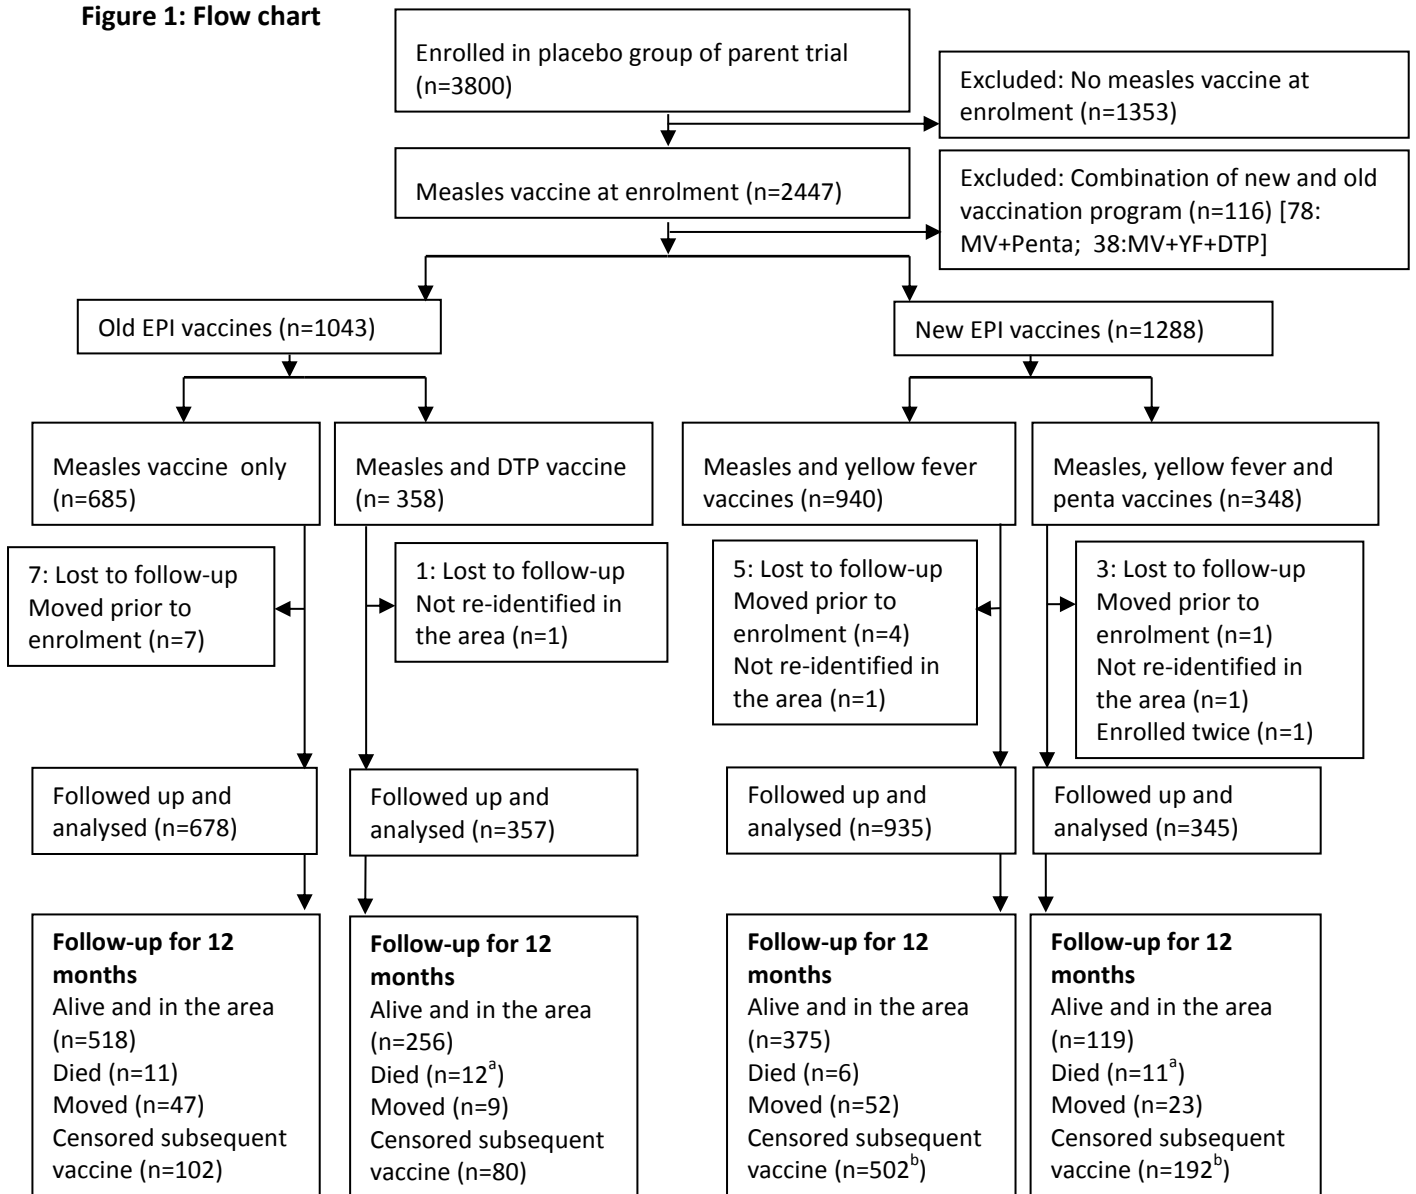 Figure 1: Flow chart
Enrolled in placebo group of parent trial
(n=3800)
Excluded: No measles vaccine at
enrolment (n=1353)
Measles vaccine at enrolment (n=2447)
Excluded: Combination of new and old
vaccination program (n=116) [78:
MV+Penta;  38:MV+YF+DTP]
Old EPI vaccines (n=1043)
New EPI vaccines (n=1288)
Measles vaccine  only
(n=685)
Measles and DTP vaccine
(n= 358)
Measles and yellow fever
vaccines (n=940)
Measles, yellow fever and
penta vaccines (n=348)
7: Lost to follow-up
Moved prior to
enrolment (n=7)
1: Lost to follow-up
Not re-identified in
the area (n=1)
5: Lost to follow-up
Moved prior to
enrolment (n=4)
Not re-identified in
the area (n=1)
3: Lost to follow-up
Moved prior to
enrolment (n=1)
Not re-identified in
the area (n=1)
Enrolled twice (n=1)
Followed up and
analysed (n=678)
Followed up and
analysed (n=357)
Followed up and
analysed (n=935)
Followed up and
analysed (n=345)
Follow-up for 12
months
Alive and in the area
(n=518)
Died (n=11)
Moved (n=47)
Censored subsequent
vaccine (n=102)
Follow-up for 12
months
Alive and in the area
(n=256)
Died (n=12a)
Moved (n=9)
Censored subsequent
vaccine (n=80)
Follow-up for 12
months
Alive and in the area
(n=375)
Died (n=6)
Moved (n=52)
Censored subsequent
vaccine (n=502b)
Follow-up for 12
months
Alive and in the area
(n=119)
Died (n=11a)
Moved (n=23)
Censored subsequent
vaccine (n=192b)